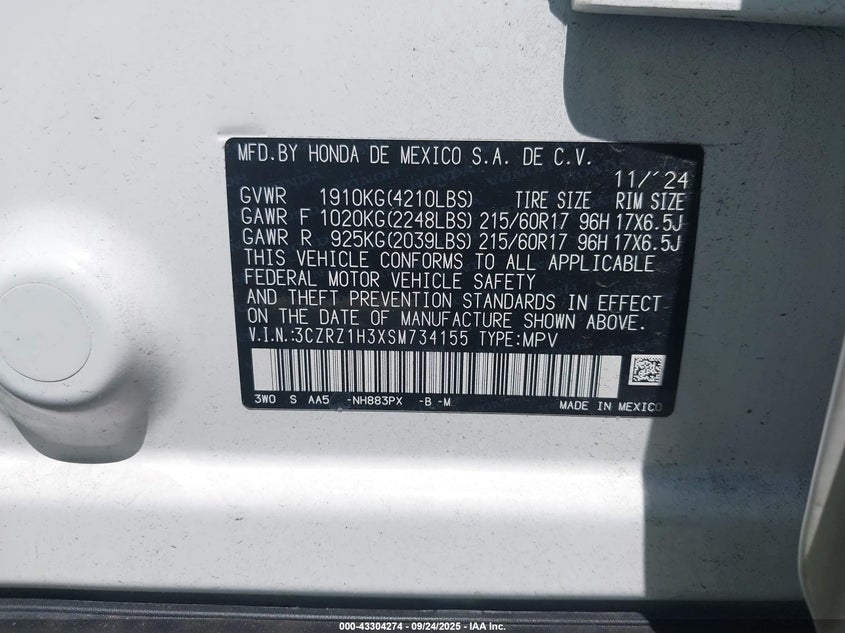 MFD.BY HONDA DE MEXICO S.A. DE C.V.
11/'24
GVWR 1910KG(4210LBS) TIRE SIZE RIM SIZE
GAWR F 1020KG(2248LBS) 215/60R17 96H 17X6.5J
GAWR R 925KG(2039LBS) 215/60R17 96H 17X6.5J
THIS VEHICLE CONFORMS TO ALL APPLICABLE
FEDERAL MOTOR VEHICLE SAFETY
AND THEFT PREVENTION STANDARDS IN EFFECT
ON THE DATE OF MANUFACTURE SHOWN ABOVE.
V.I.N.:3CZRZ1H3XSM734155 TYPE:MPV
3W0 S AA5 -NH883PX -B -M MADE IN MEXICO
000-43304274 - 09/24/2025 - IAA Inc.